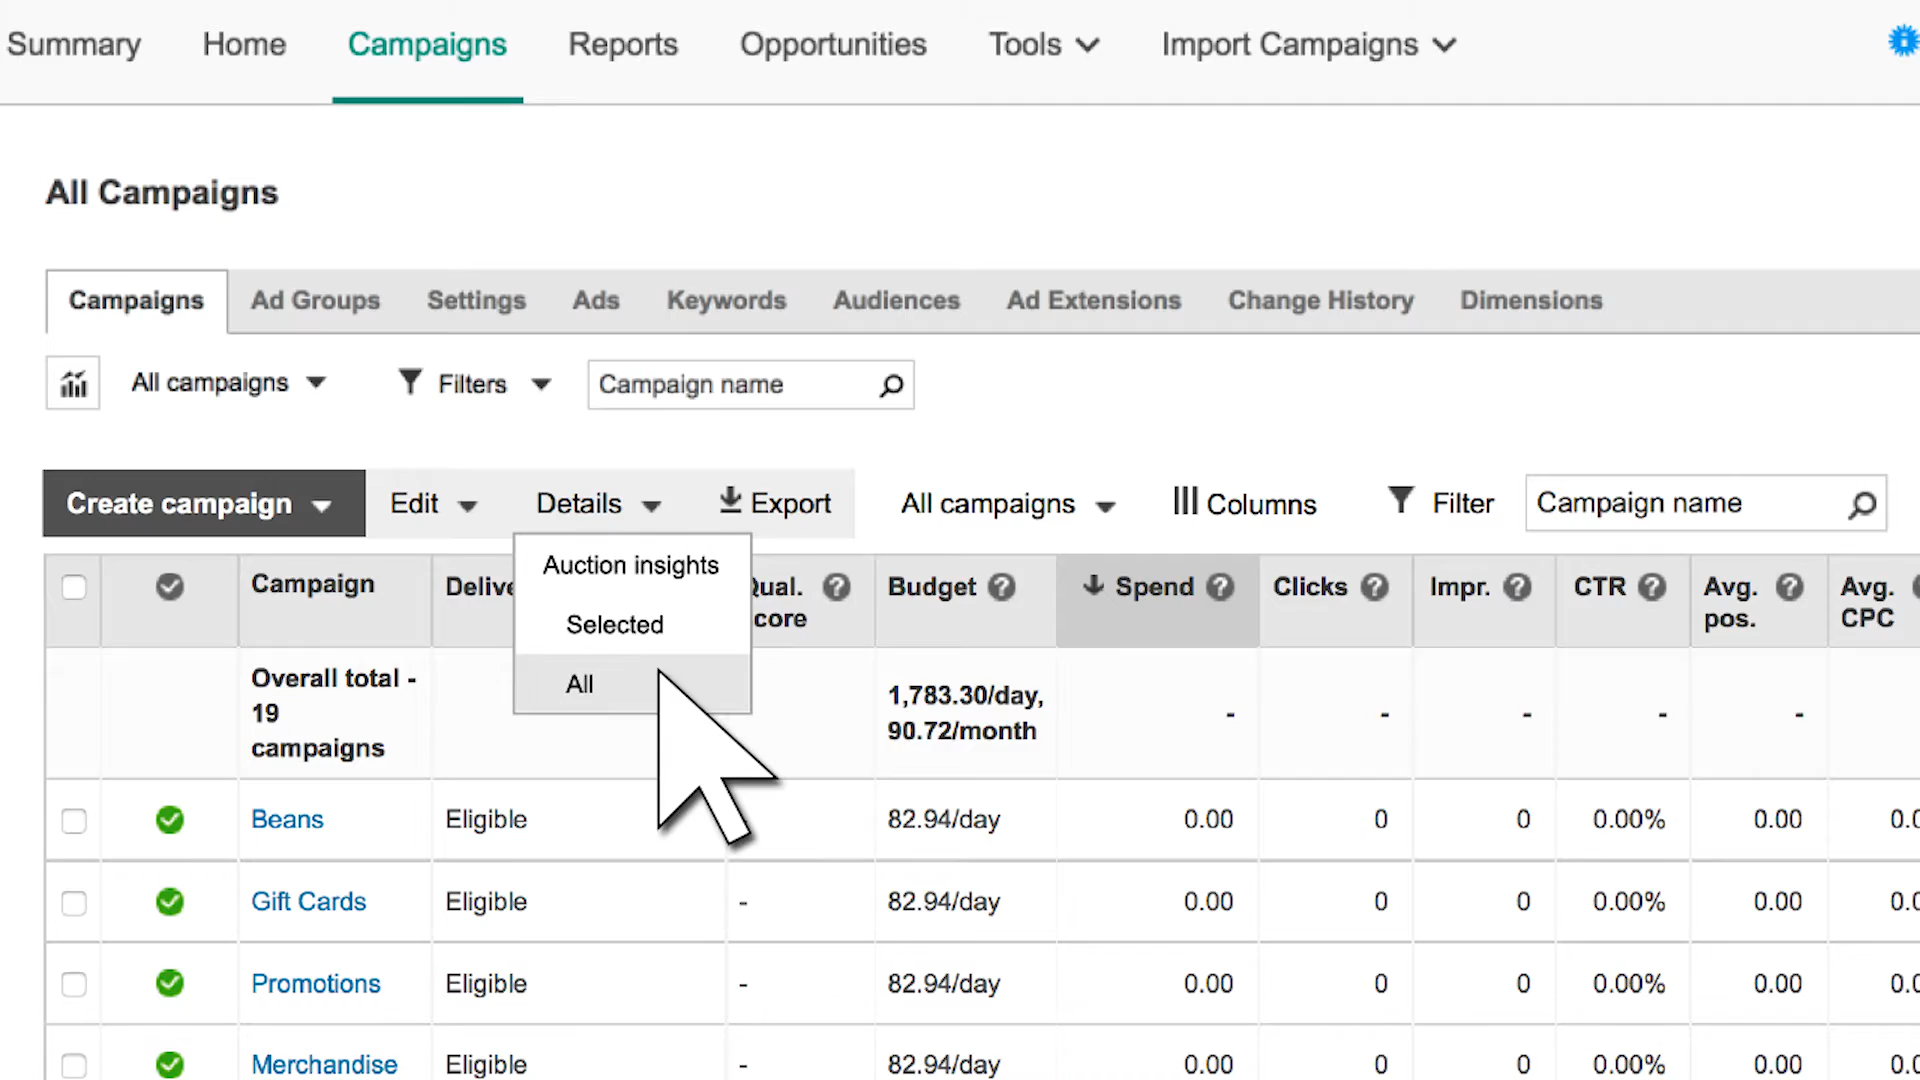 Summary Home Campaigns Reports Opportunities Tools Import Campaigns
All Campaigns
Campaigns Ad Groups Settings Ads Keywords Audiences Ad Extensions Change History Dimensions
All campaigns Filters Campaign name
Create campaign Edit Details Export All campaigns Columns Filter Campaign name
Auction insights
Selected
All
Campaign Budget Spend Clicks Impr. CTR Avg. pos. Avg. CPC
Overall total - 19 campaigns 1,783.30/day, 90.72/month - - - - -
Beans Eligible 82.94/day 0.00 0 0 0.00% 0.00
Gift Cards Eligible - 82.94/day 0.00 0 0 0.00% 0.00
Promotions Eligible - 82.94/day 0.00 0 0 0.00% 0.00
Merchandise Eligible - 82.94/day 0.00 0 0 0.00% 0.00